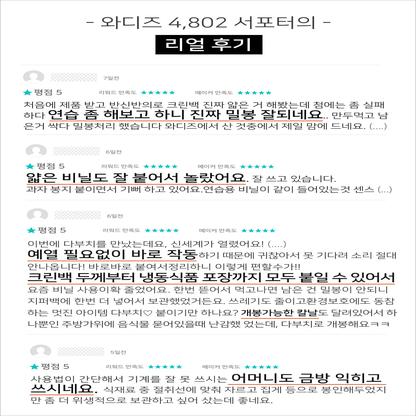 - 와디즈 4,802 서포터의 -
리얼 후기
7일전
★ 평점 5 리워드 만족도 ★★★★★ 메이커 만족도 ★★★★★
처음에 제품 받고 반신반의로 크린백 진짜 얇은 거 해봤는데 첨에는 좀 실패
하다 연습 좀 해보고 하니 진짜 밀봉 잘되네요.. 만두먹고 남
은거 싹다 밀봉처리 했습니다 와디즈에서 산 것중에서 제일 맘에 드네요. (....)
6일전
★ 평점 5 리워드 만족도 ★★★★★ 메이커 만족도 ★★★★★
얇은 비닐도 잘 붙어서 놀랐어요. 잘 쓰고 있습니다.
과자 봉지 붙이면서 기뻐 하고 있어요.연습용 비닐이 같이 들어있는것 센스 (...)
6일전
★ 평점 5 리워드 만족도 ★★★★★ 메이커 만족도 ★★★★★
이번에 다부치를 만났는데요, 신세계가 열렸어요! (....)
예열 필요없이 바로 작동하기 때문에 귀찮아서 못 기다려 소리 절대
안나옵니다! 바로바로 붙여서정리하니 이렇게 편할수가!!
크린백 두께부터 냉동식품 포장까지 모두 붙일 수 있어서
요즘 비닐 사용이확 줄었어요. 한번 뜯어서 먹고나면 남은 건 밀봉이 안되니
지퍼백에 한번 더 넣어서 보관했었거든요. 쓰레기도 줄이고환경보호에도 동참
하는 멋진 아이템 다부치♡ 붙이기만 하나요? 개봉가능한 칼날도 달려있어서 하
나뿐인 주방가위에 음식물 묻어있을때 난감했 었는데, 다부치로 개봉해요ㅋㅋ
5일전
★ 평점 5 리워드 만족도 ★★★★★ 메이커 만족도 ★★★★★
사용법이 간단해서 기계를 잘 못 쓰시는 어머니도 금방 익히고
쓰시네요. 식재료 중 절취선에 맞춰 자르고 집게 등으로 봉인해두었지
만 좀 더 위생적으로 보관하고 싶어 샀는데 좋네요.